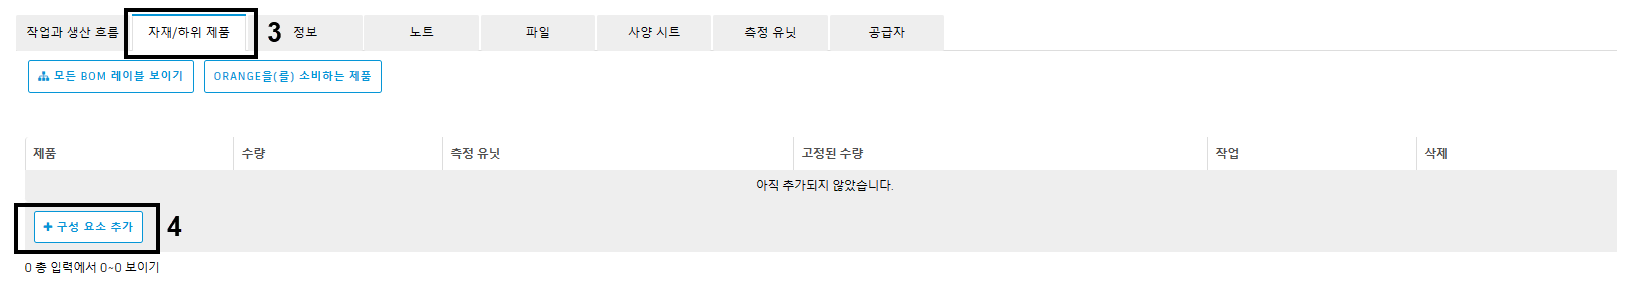 작업과 생산 흐름 자재/하위 제품 3 정보 노트 파일 사양 시트 측정 유닛 공급자
모든 BOM 레이블 보이기 ORANGE을(를) 소비하는 제품
제품 수량 측정 유닛 고정된 수량 작업 삭제
아직 추가되지 않았습니다.
+ 구성 요소 추가 4
0 총 입력에서 0~0 보이기